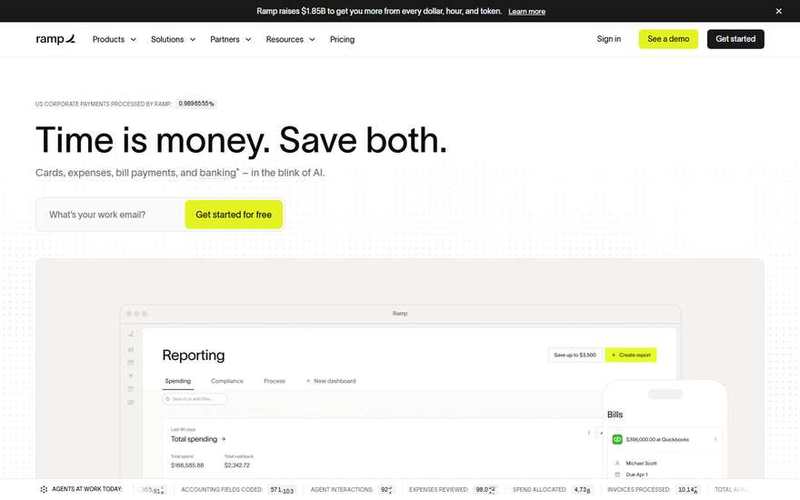 Ramp raises $1.85B to get you more from every dollar, hour, and token. Learn more
ramp Products Solutions Partners Resources Pricing Sign in See a demo Get started
US CORPORATE PAYMENTS PROCESSED BY RAMP:
Time is money. Save both.
Cards, expenses, bill payments, and banking* – in the blink of AI.
What's your work email? Get started for free
Ramp
Reporting Save up to $3,500 + Create report
Spending Compliance Process + New dashboard
Bills
Last 90 days
Total spending →
$396,000.00 at Quickbooks
Total spend Total cashback
$2,342.72
Michael Scott
Due Apr 1
AGENTS AT WORK TODAY: ACCOUNTING FIELDS CODED: AGENT INTERACTIONS: EXPENSES REVIEWED: SPEND ALLOCATED: INVOICES PROCESSED: